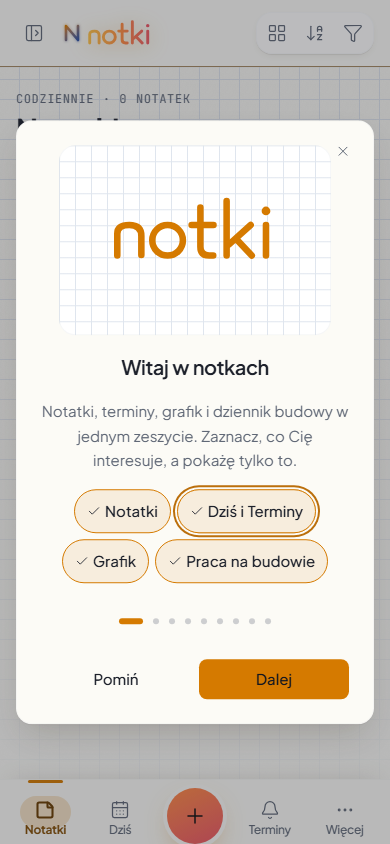 N notki
CODZIENNIE · 0 NOTATEK
notki
Witaj w notkach
Notatki, terminy, grafik i dziennik budowy w
jednym zeszycie. Zaznacz, co Cię
interesuje, a pokażę tylko to.
Notatki
Dziś i Terminy
Grafik
Praca na budowie
Pomiń
Dalej
Notatki
Dziś
Terminy
Więcej